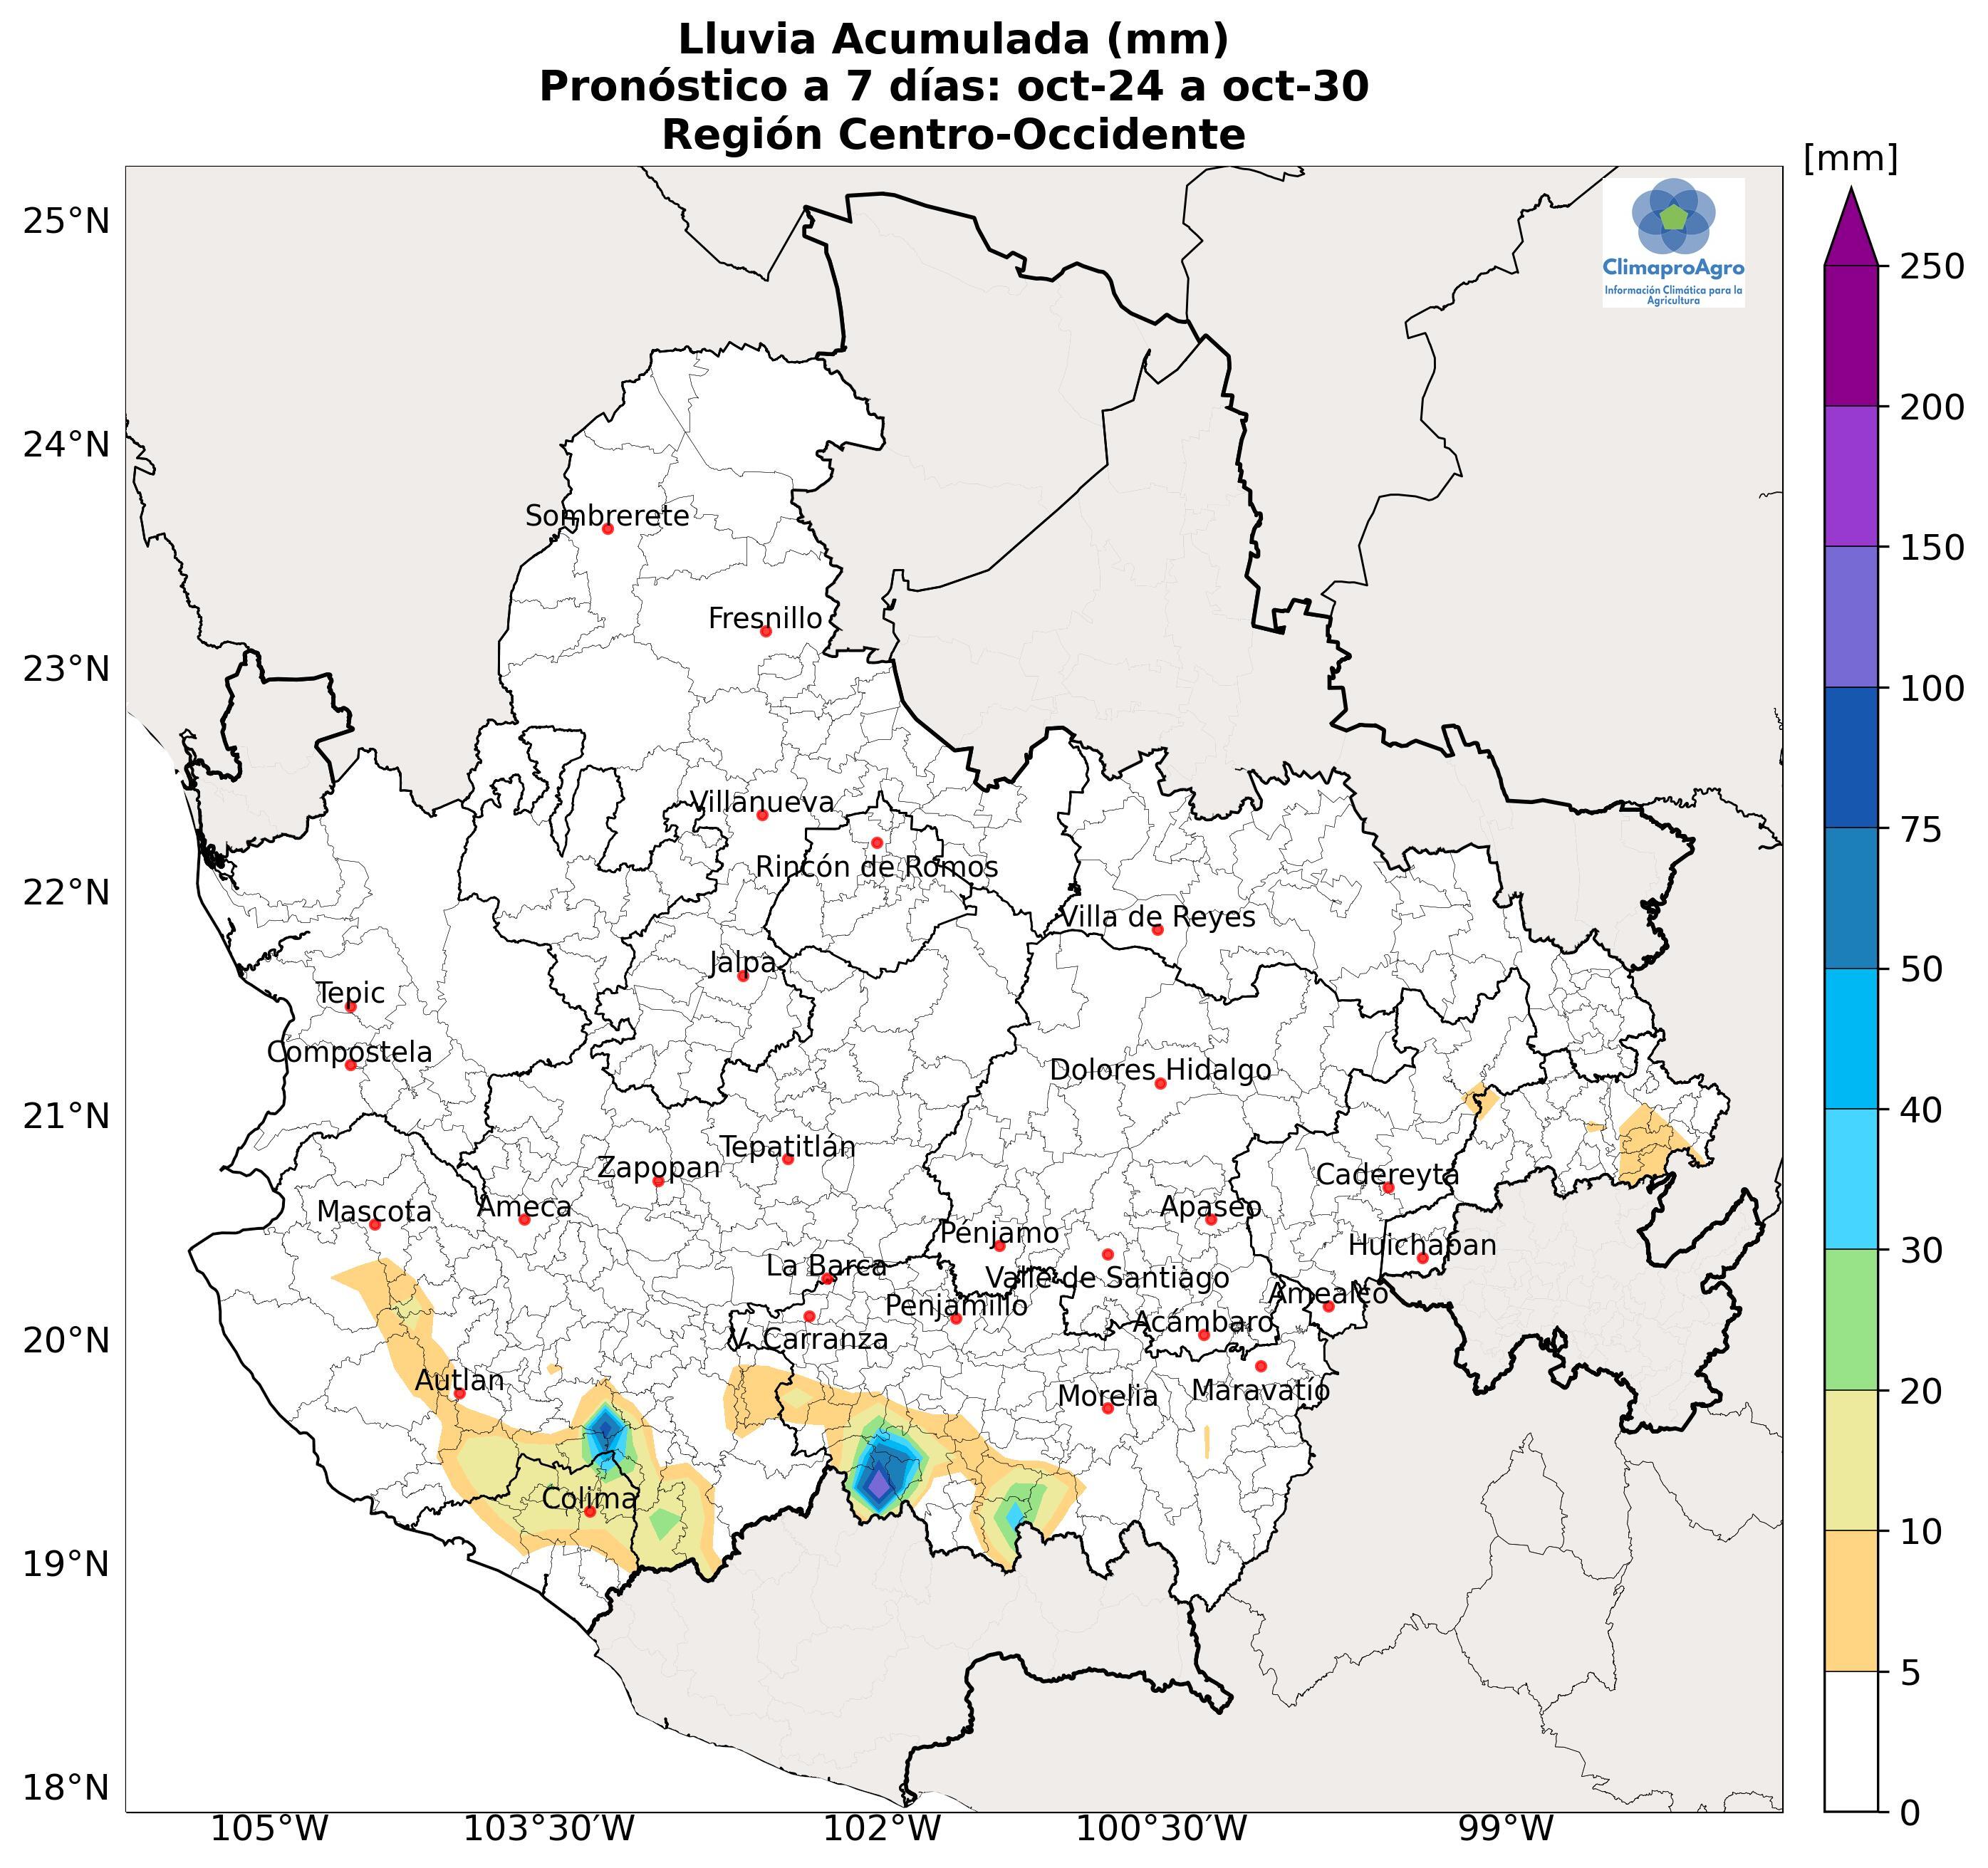 Lluvia Acumulada (mm)
Pronóstico a 7 días: oct-24 a oct-30
Región Centro-Occidente
[mm]
ClimaproAgro
Información Climática para la
Agricultura
25°N
24°N
23°N
22°N
21°N
20°N
19°N
18°N
Sombrerete
Fresnillo
Villanueva
Rincón de Romos
Villa de Reyes
Jalpa
Tepic
Compostela
Dolores Hidalgo
Tepatitlán
Zapopan
Cadereyta
Mascota
Ameca
Apaseo
Pénjamo
Huichapan
La Barca
Valle de Santiago
Amealco
Penjamillo
Acámbaro
V. Carranza
Autlan
Morelia
Maravatío
Colima
250
200
150
100
75
50
40
30
20
10
5
0
105°W
103°30'W
102°W
100°30'W
99°W